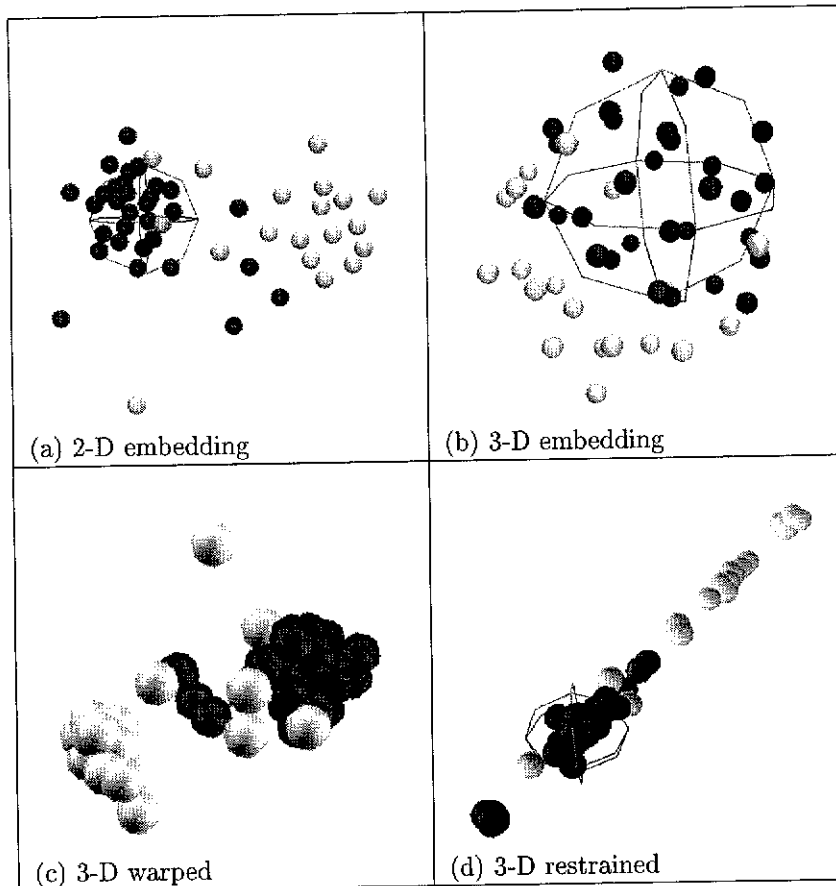 (a) 2-D embedding
(b) 3-D embedding
(c) 3-D warped
(d) 3-D restrained